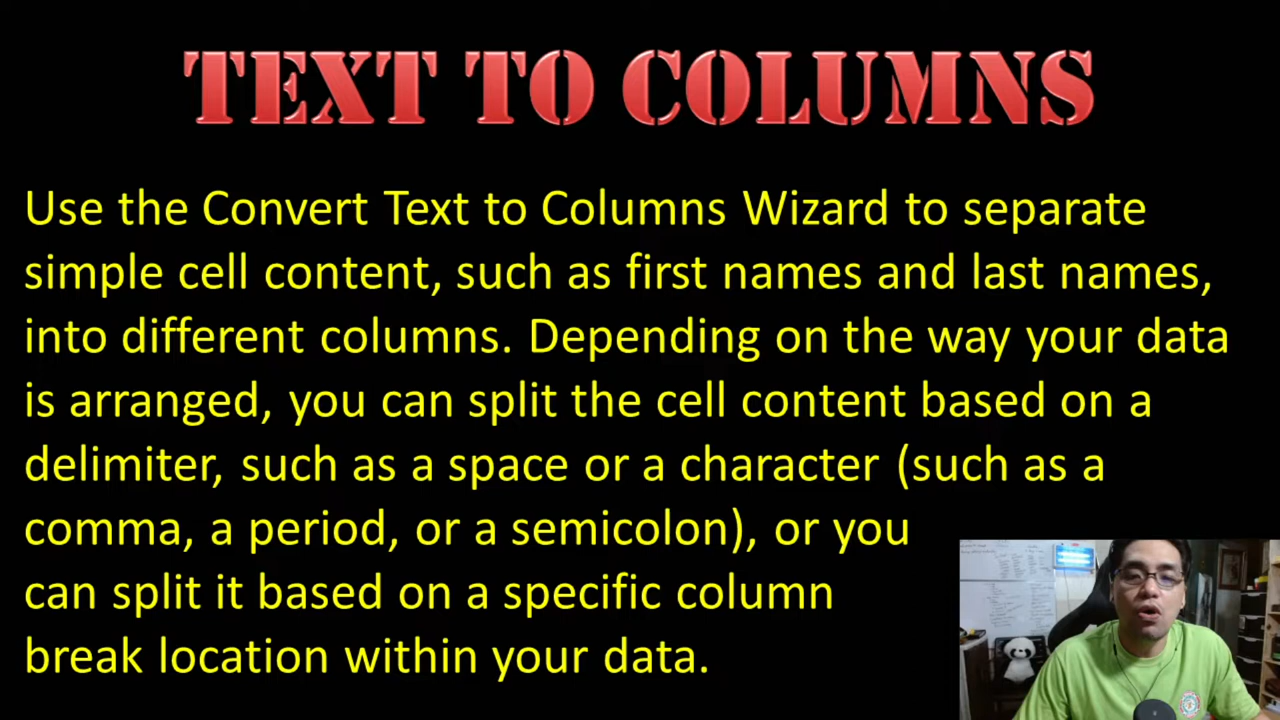 TEXT TO COLUMNS
Use the Convert Text to Columns Wizard to separate
simple cell content, such as first names and last names,
into different columns. Depending on the way your data
is arranged, you can split the cell content based on a
delimiter, such as a space or a character (such as a
comma, a period, or a semicolon), or you
can split it based on a specific column
break location within your data.